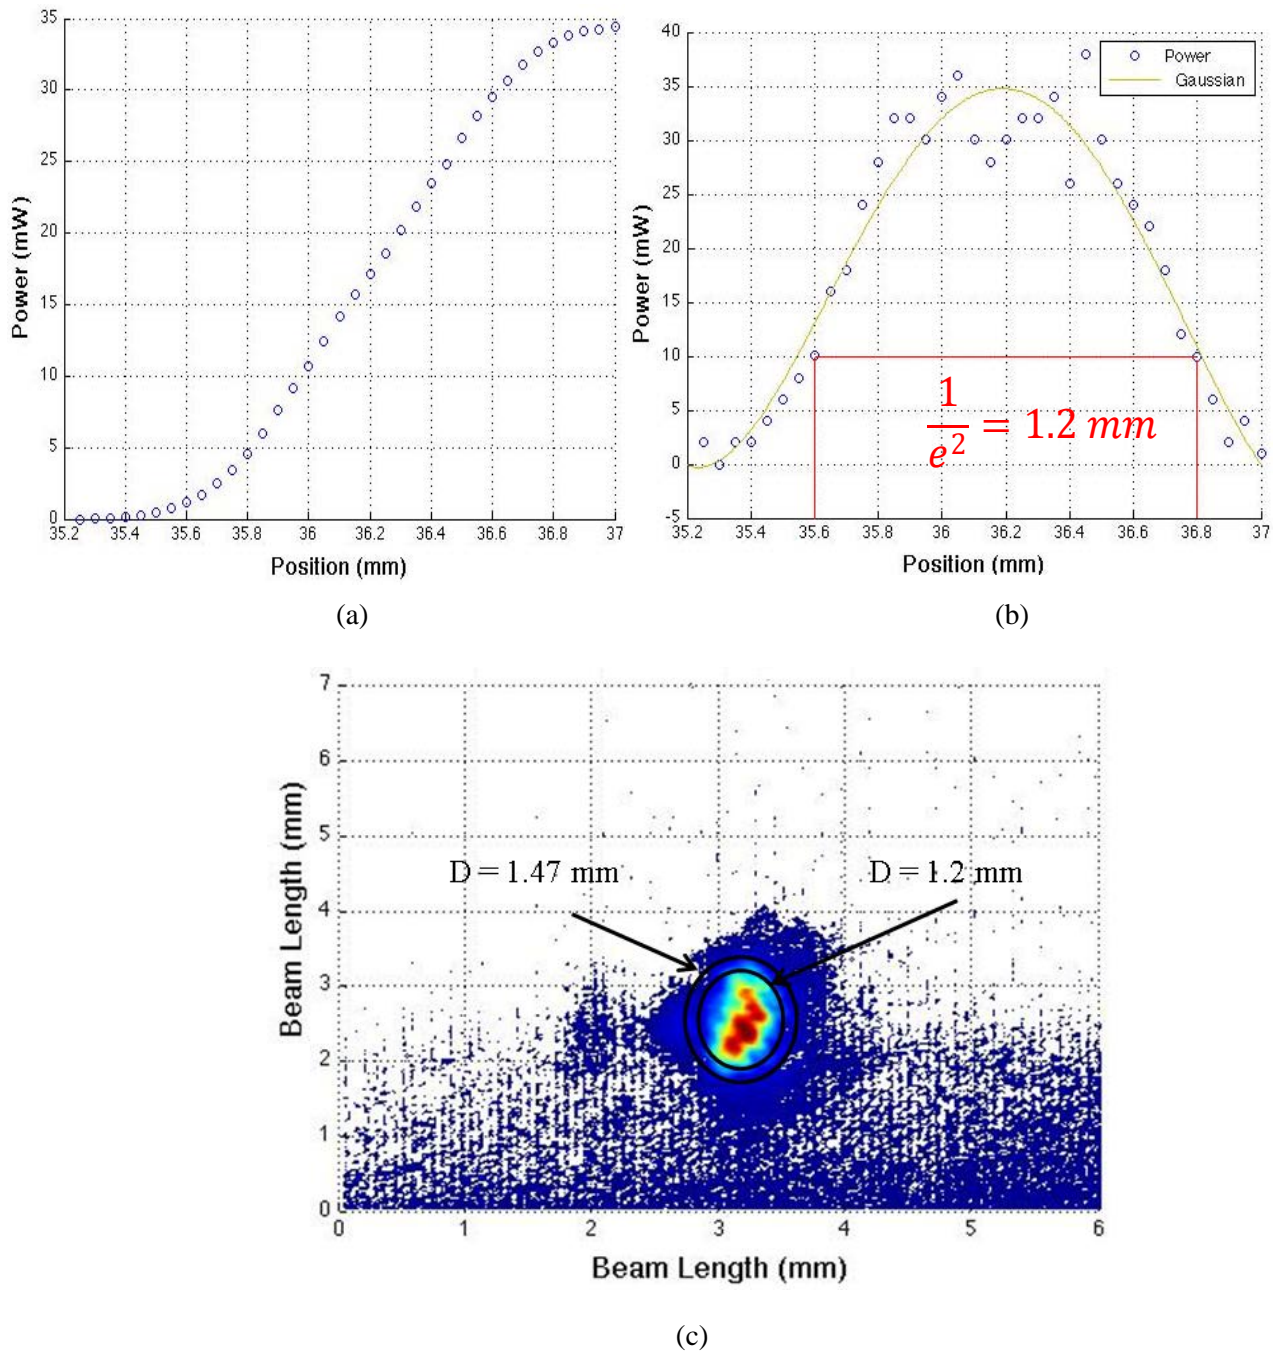 35
30
25
20
15
10
5
0
Power (mW)
35.2 35.4 35.6 35.8 36 36.2 36.4 36.6 36.8 37
Position (mm)
(a)
40
35
30
25
20
15
10
5
0
-5
Power (mW)
Power
Gaussian
1/e² = 1.2 mm
35.2 35.4 35.6 35.8 36 36.2 36.4 36.6 36.8 37
Position (mm)
(b)
7
6
5
4
3
2
1
0
Beam Length (mm)
D = 1.47 mm
D = 1.2 mm
0 1 2 3 4 5 6
Beam Length (mm)
(c)